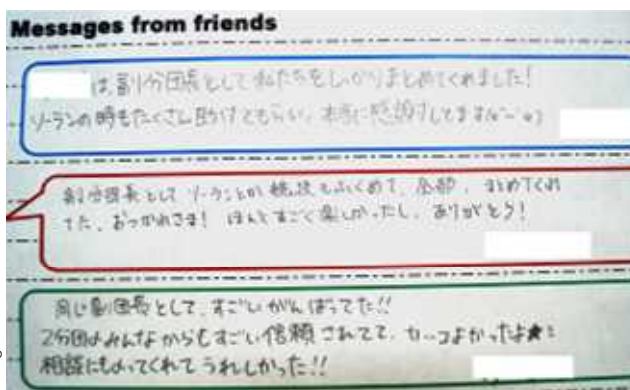 Messages from friends
は、副分団長として私たちをしっかりまとめてくれました!
ソーランの時もたくさん助けてもらい、本当に感謝してます
副分団長として ソーランとか 競技もふくめて、全部、まとめてくれ
てた、おつかれさま! ほんとすごく楽しかったし、ありがとう!
同じ副団長として、すごいがんばってた!!
2分団のみんなからもすごい信頼されてて、カッコよかったよ★
相談にものってくれてうれしかった!!